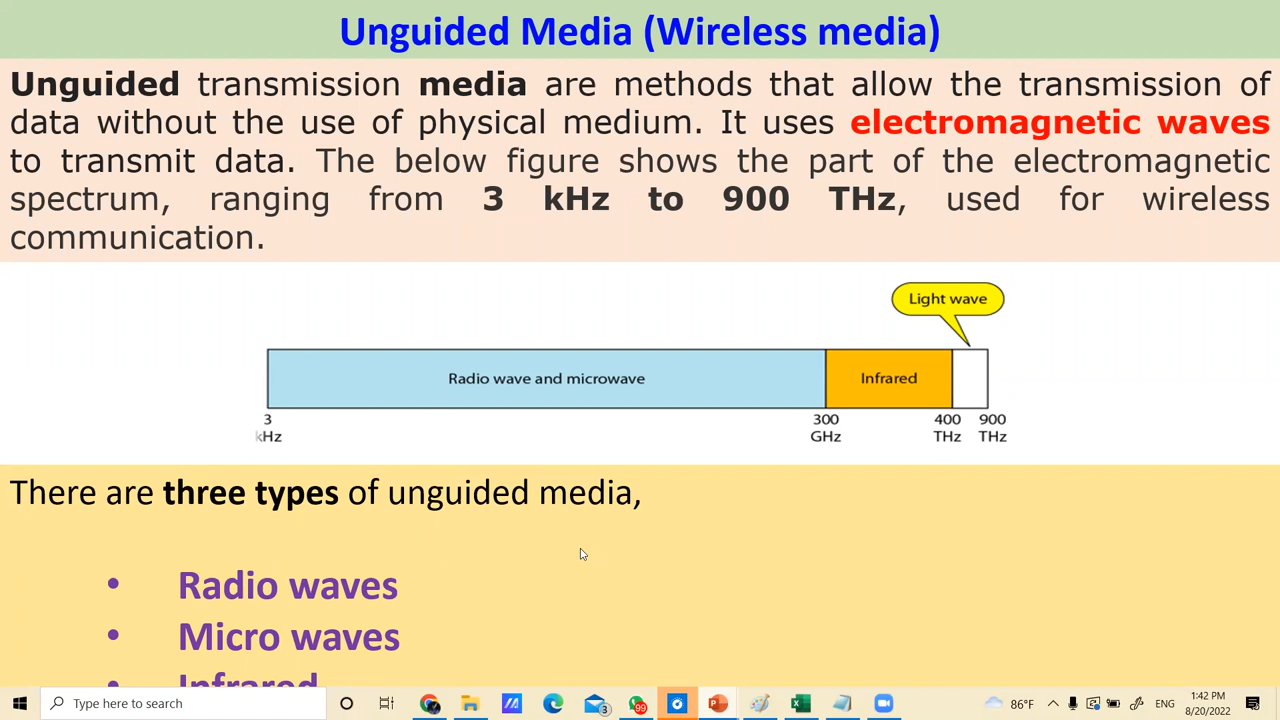 Unguided Media (Wireless media)
Unguided transmission media are methods that allow the transmission of
data without the use of physical medium. It uses electromagnetic waves
to transmit data. The below figure shows the part of the electromagnetic
spectrum, ranging from 3 kHz to 900 THz, used for wireless
communication.
Light wave
Radio wave and microwave
Infrared
3
kHz
300
GHz
400
THz
900
THz
There are three types of unguided media,
• Radio waves
• Micro waves
• Infrared
Type here to search
3
99
86°F
ENG
1:42 PM
8/20/2022